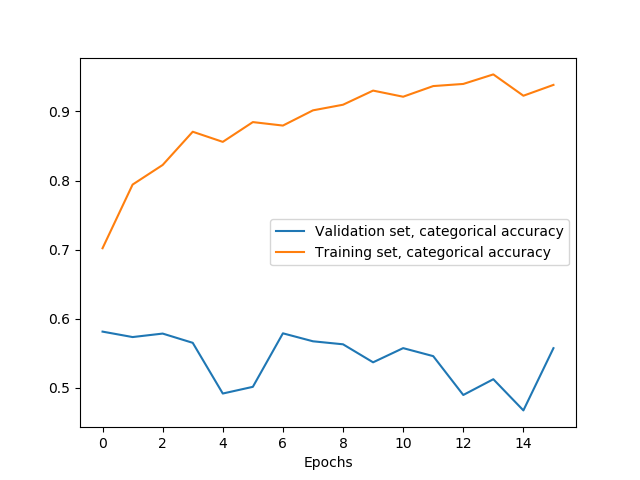 0.9
0.8
0.7
0.6
0.5
Validation set, categorical accuracy
Training set, categorical accuracy
0 2 4 6 8 10 12 14
Epochs